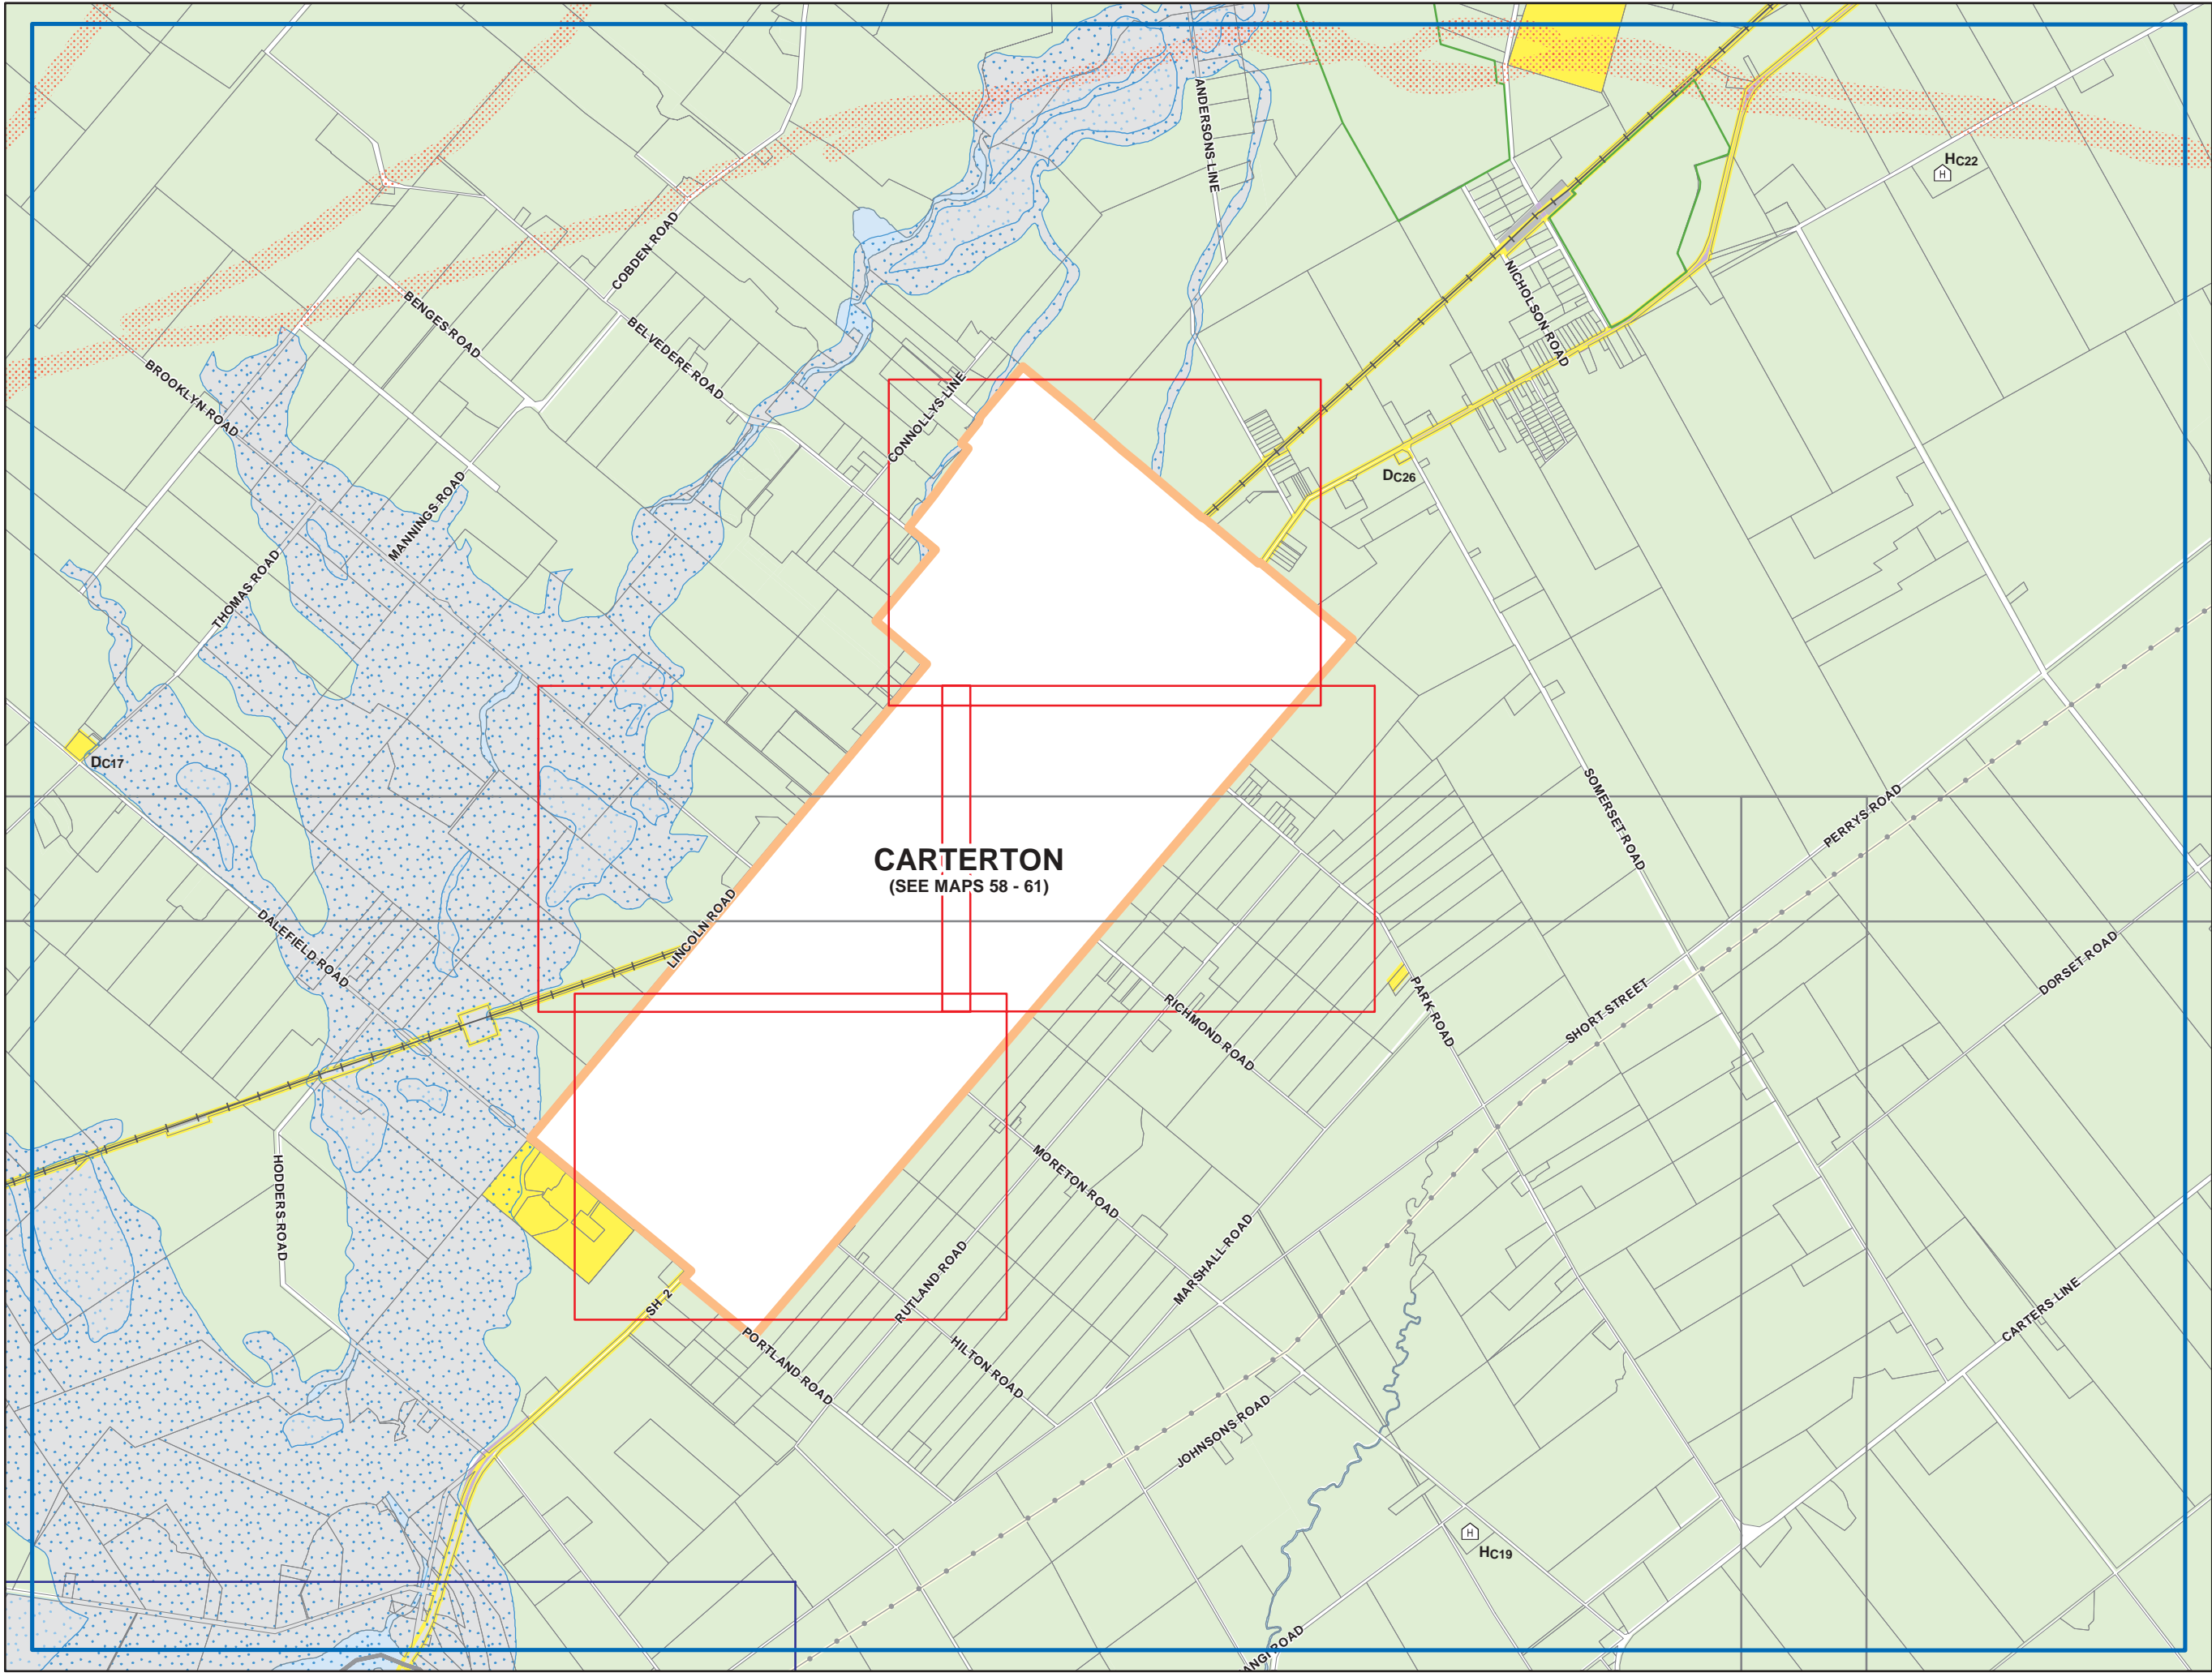 ANDERSONS LINE
HC22
H
COBDEN ROAD
NICHOLSON ROAD
BENGES ROAD
BELVEDERE ROAD
BROOKLYN ROAD
CONNOLLYS LINE
DC26
MANNINGS ROAD
THOMAS ROAD
DC17
SOMERSET ROAD
PERRYS ROAD
CARTERTON
(SEE MAPS 58 - 61)
LINCOLN ROAD
DALEFIELD ROAD
DORSET ROAD
PARK ROAD
SHORT STREET
RICHMOND ROAD
HODDERS ROAD
MORETON ROAD
MARSHALL ROAD
RUTLAND ROAD
SH 2
CARTERS LINE
PORTLAND ROAD
HILTON ROAD
JOHNSONS ROAD
H
HC19
ANGI ROAD